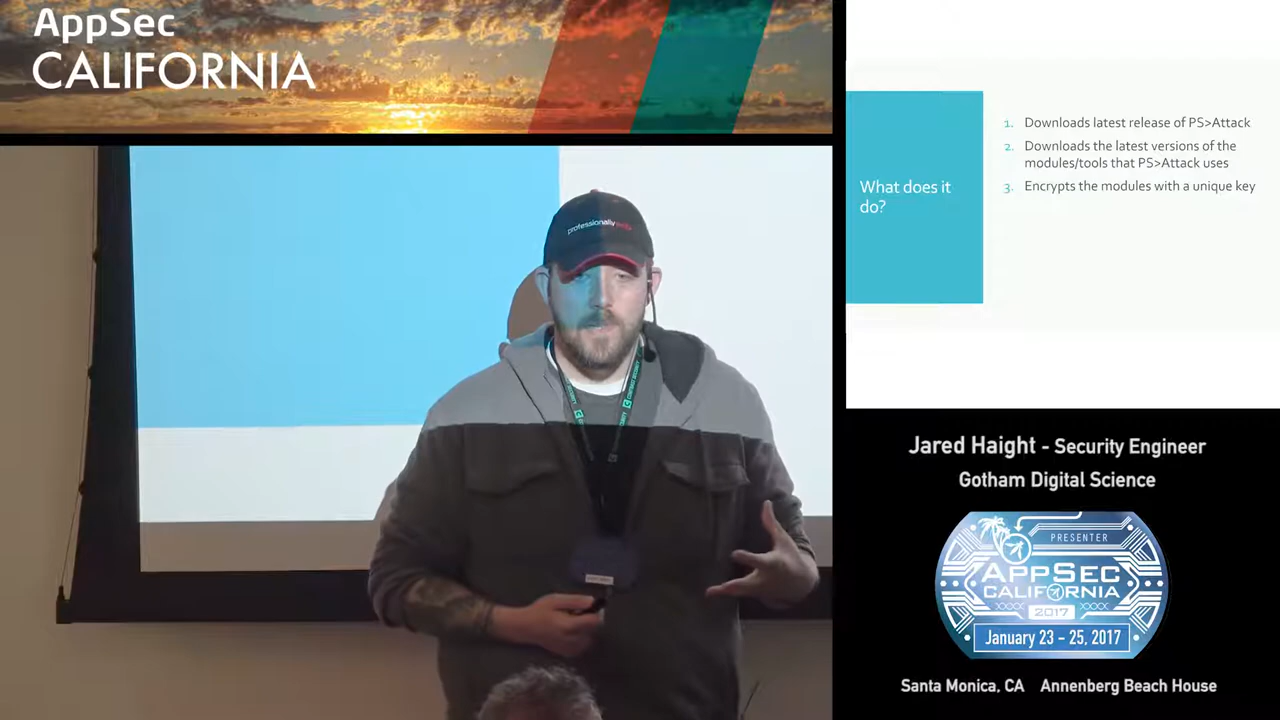 AppSec
CALIFORNIA
professionally evil
What does it
do?
1. Downloads latest release of PS>Attack
2. Downloads the latest versions of the
modules/tools that PS>Attack uses
3. Encrypts the modules with a unique key
Jared Haight - Security Engineer
Gotham Digital Science
PRESENTER
APPSEC
CALIFORNIA
2017
January 23 - 25, 2017
Santa Monica, CA Annenberg Beach House